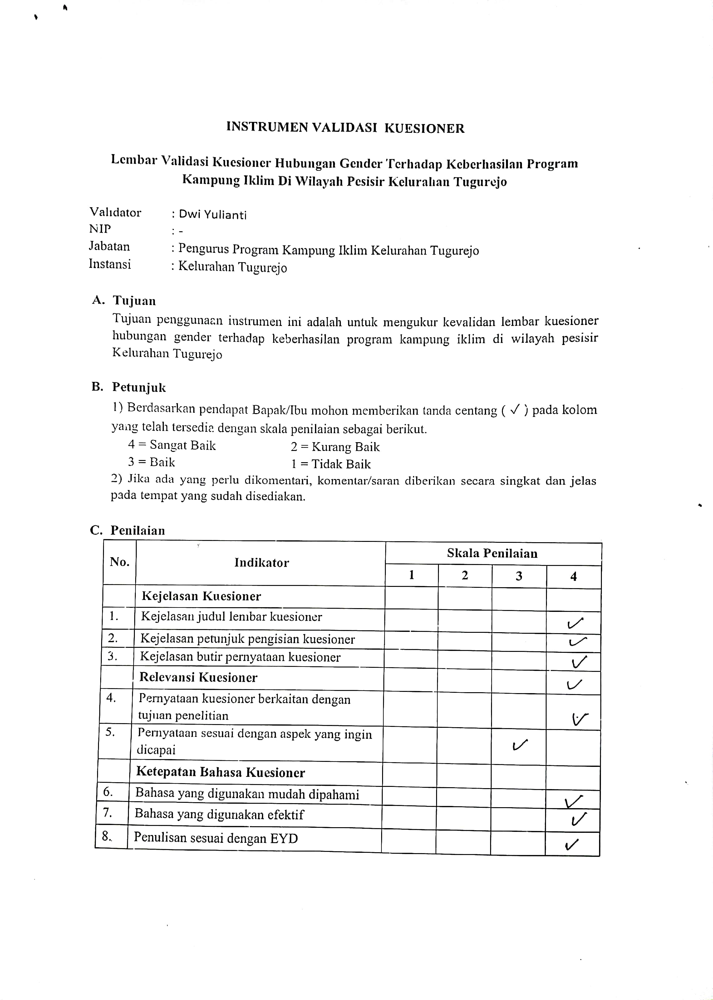 INSTRUMEN VALIDASI KUESIONER
Lembar Validasi Kuesioner Hubungan Gender Terhadap Keberhasilan Program
Kampung Iklim Di Wilayah Pesisir Kelurahan Tugurejo
Validator : Dwi Yulianti
NIP : -
Jabatan : Pengurus Program Kampung Iklim Kelurahan Tugurejo
Instansi : Kelurahan Tugurejo
A. Tujuan
Tujuan penggunaan instrumen ini adalah untuk mengukur kevalidan lembar kuesioner
hubungan gender terhadap keberhasilan program kampung iklim di wilayah pesisir
Kelurahan Tugurejo
B. Petunjuk
1) Berdasarkan pendapat Bapak/Ibu mohon memberikan tanda centang ( ✓ ) pada kolom
yang telah tersedia dengan skala penilaian sebagai berikut.
4 = Sangat Baik 2 = Kurang Baik
3 = Baik 1 = Tidak Baik
2) Jika ada yang perlu dikomentari, komentar/saran diberikan secara singkat dan jelas
pada tempat yang sudah disediakan.
C. Penilaian
No. Indikator Skala Penilaian
1 2 3 4
Kejelasan Kuesioner
1. Kejelasan judul lembar kuesioner ✓
2. Kejelasan petunjuk pengisian kuesioner ✓
3. Kejelasan butir pernyataan kuesioner ✓
Relevansi Kuesioner ✓
4. Pernyataan kuesioner berkaitan dengan
tujuan penelitian ✓
5. Pernyataan sesuai dengan aspek yang ingin
dicapai ✓
Ketepatan Bahasa Kuesioner
6. Bahasa yang digunakan mudah dipahami ✓
7. Bahasa yang digunakan efektif ✓
8. Penulisan sesuai dengan EYD ✓